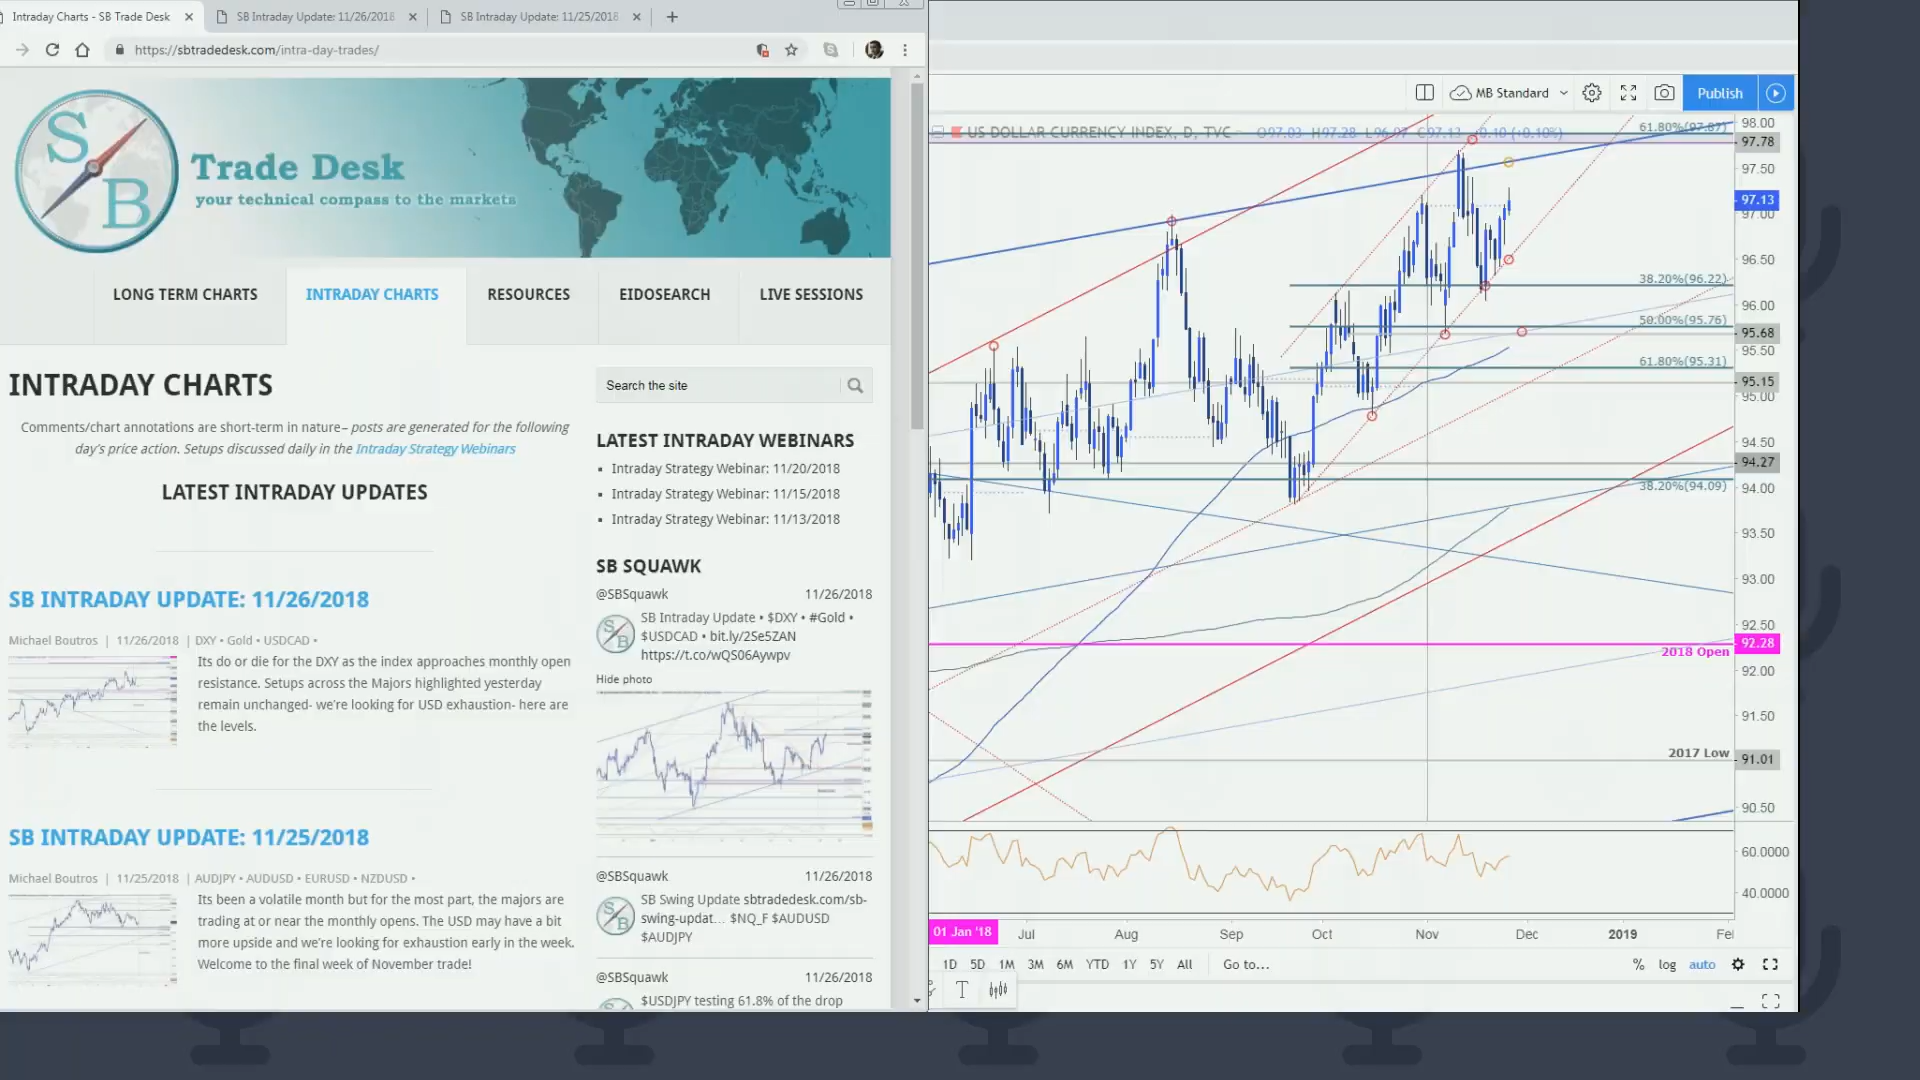 Intraday Charts - SB Trade Desk
SB Intraday Update: 11/26/2018
SB Intraday Update: 11/25/2018
https://sbtradedesk.com/intra-day-trades/
S
B
Trade Desk
your technical compass to the markets
LONG TERM CHARTS
INTRADAY CHARTS
RESOURCES
EIDOSEARCH
LIVE SESSIONS
INTRADAY CHARTS
Comments/chart annotations are short-term in nature– posts are generated for the following
day's price action. Setups discussed daily in the Intraday Strategy Webinars
LATEST INTRADAY UPDATES
SB INTRADAY UPDATE: 11/26/2018
Michael Boutros | 11/26/2018 | DXY • Gold • USDCAD •
Its do or die for the DXY as the index approaches monthly open
resistance. Setups across the Majors highlighted yesterday
remain unchanged- we're looking for USD exhaustion- here are
the levels.
SB INTRADAY UPDATE: 11/25/2018
Michael Boutros | 11/25/2018 | AUDJPY • AUDUSD • EURUSD • NZDUSD •
Its been a volatile month but for the most part, the majors are
trading at or near the monthly opens. The USD may have a bit
more upside and we're looking for exhaustion early in the week.
Welcome to the final week of November trade!
Search the site
LATEST INTRADAY WEBINARS
Intraday Strategy Webinar: 11/20/2018
Intraday Strategy Webinar: 11/15/2018
Intraday Strategy Webinar: 11/13/2018
SB SQUAWK
@SBSquawk 11/26/2018
SB Intraday Update • $DXY • #Gold •
$USDCAD • bit.ly/2Se5ZAN
https://t.co/wQS06Aywpv
Hide photo
@SBSquawk 11/26/2018
SB Swing Update sbtradedesk.com/sb-
swing-updat… $NQ_F $AUDUSD
$AUDJPY
@SBSquawk 11/26/2018
$USDJPY testing 61.8% of the drop
MB Standard
Publish
US DOLLAR CURRENCY INDEX, D, TVC
O97.03 H97.28 L96.97 C97.13 +0.10 (+0.10%)
61.80%(97.87)
38.20%(96.22)
50.00%(95.76)
61.80%(95.31)
38.20%(94.09)
2018 Open
2017 Low
98.00
97.78
97.50
97.13
97.00
96.50
96.00
95.68
95.50
95.15
95.00
94.50
94.27
94.00
93.50
93.00
92.50
92.28
92.00
91.50
91.01
90.50
60.0000
40.0000
01 Jan '18
Jul
Aug
Sep
Oct
Nov
Dec
2019
1D 5D 1M 3M 6M YTD 1Y 5Y All Go to...
% log auto
T